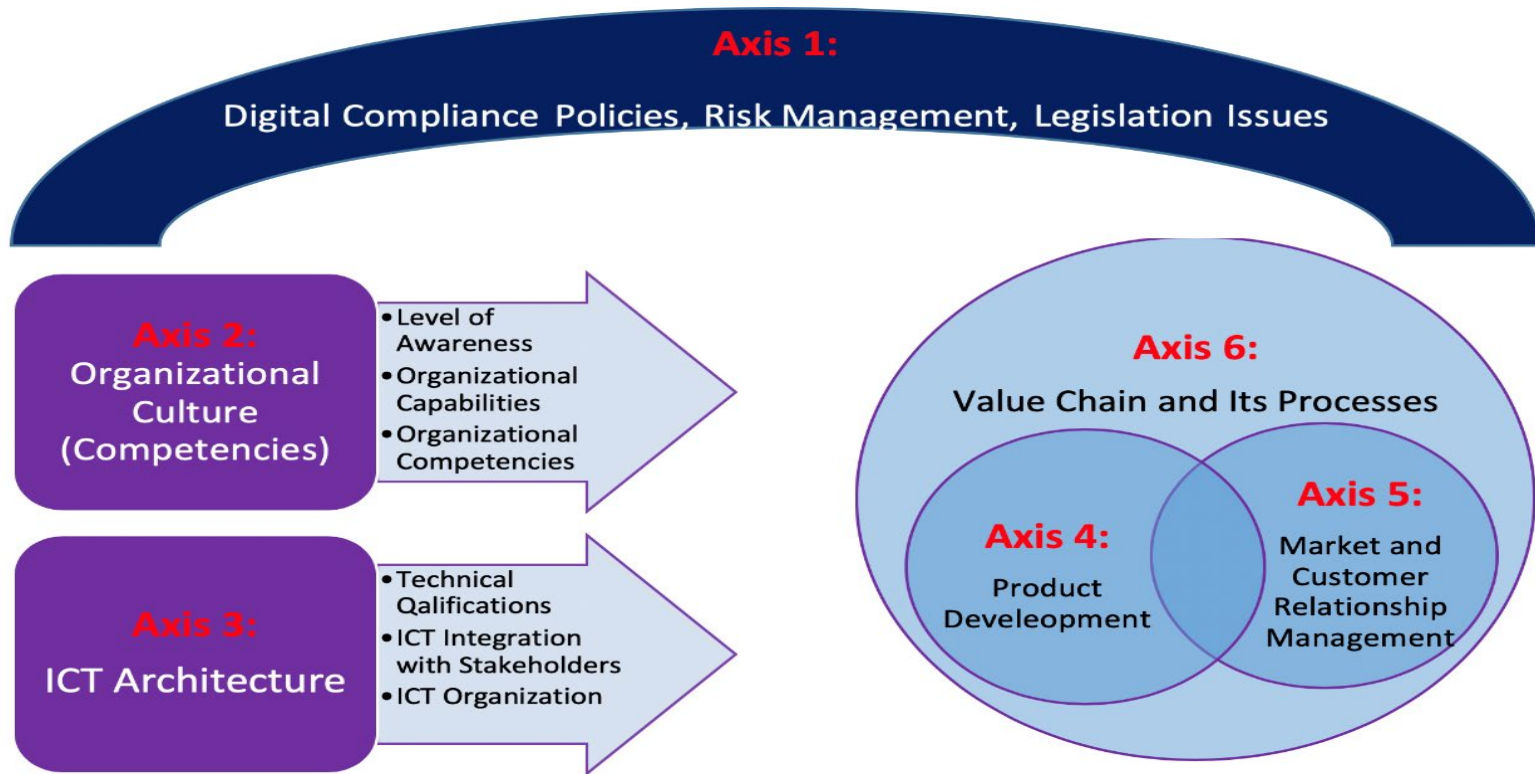 Axis 1:
Digital Compliance Policies, Risk Management, Legislation Issues
Axis 2:
Organizational
Culture
(Competencies)
• Level of
Awareness
• Organizational
Capabilities
• Organizational
Competencies
Axis 3:
ICT Architecture
• Technical
Qalifications
• ICT Integration
with Stakeholders
• ICT Organization
Axis 6:
Value Chain and Its Processes
Axis 4:
Product
Develeopment
Axis 5:
Market and
Customer
Relationship
Management